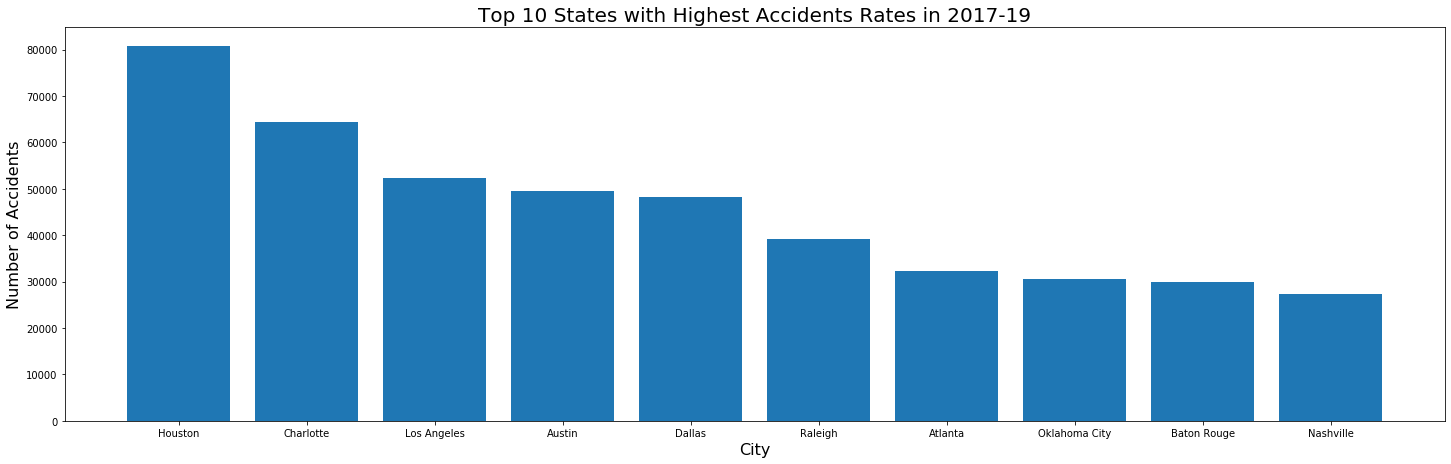 Top 10 States with Highest Accidents Rates in 2017-19
Number of Accidents
80000
70000
60000
50000
40000
30000
20000
10000
0
Houston Charlotte Los Angeles Austin Dallas Raleigh Atlanta Oklahoma City Baton Rouge Nashville
City